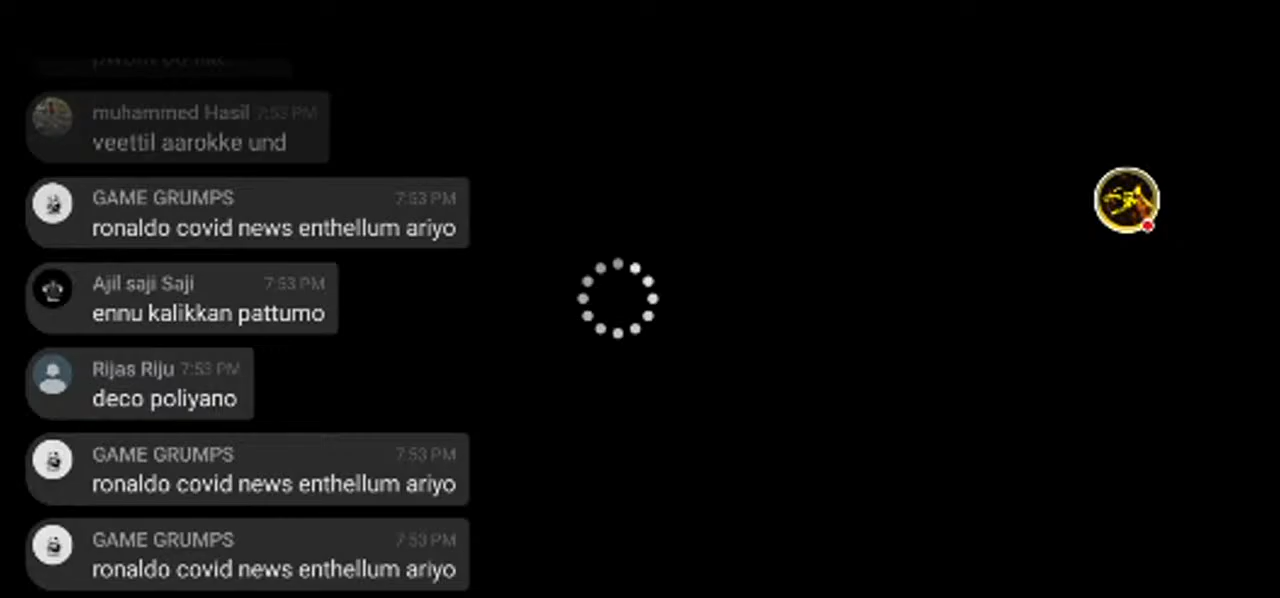 muhammed Hasil 7:53 PM
veettil aarokke und
GAME GRUMPS 7:53 PM
ronaldo covid news enthellum ariyo
Ajil saji Saji 7:53 PM
ennu kalikkan pattumo
Rijas Riju 7:53 PM
deco poliyano
GAME GRUMPS 7:53 PM
ronaldo covid news enthellum ariyo
GAME GRUMPS 7:53 PM
ronaldo covid news enthellum ariyo